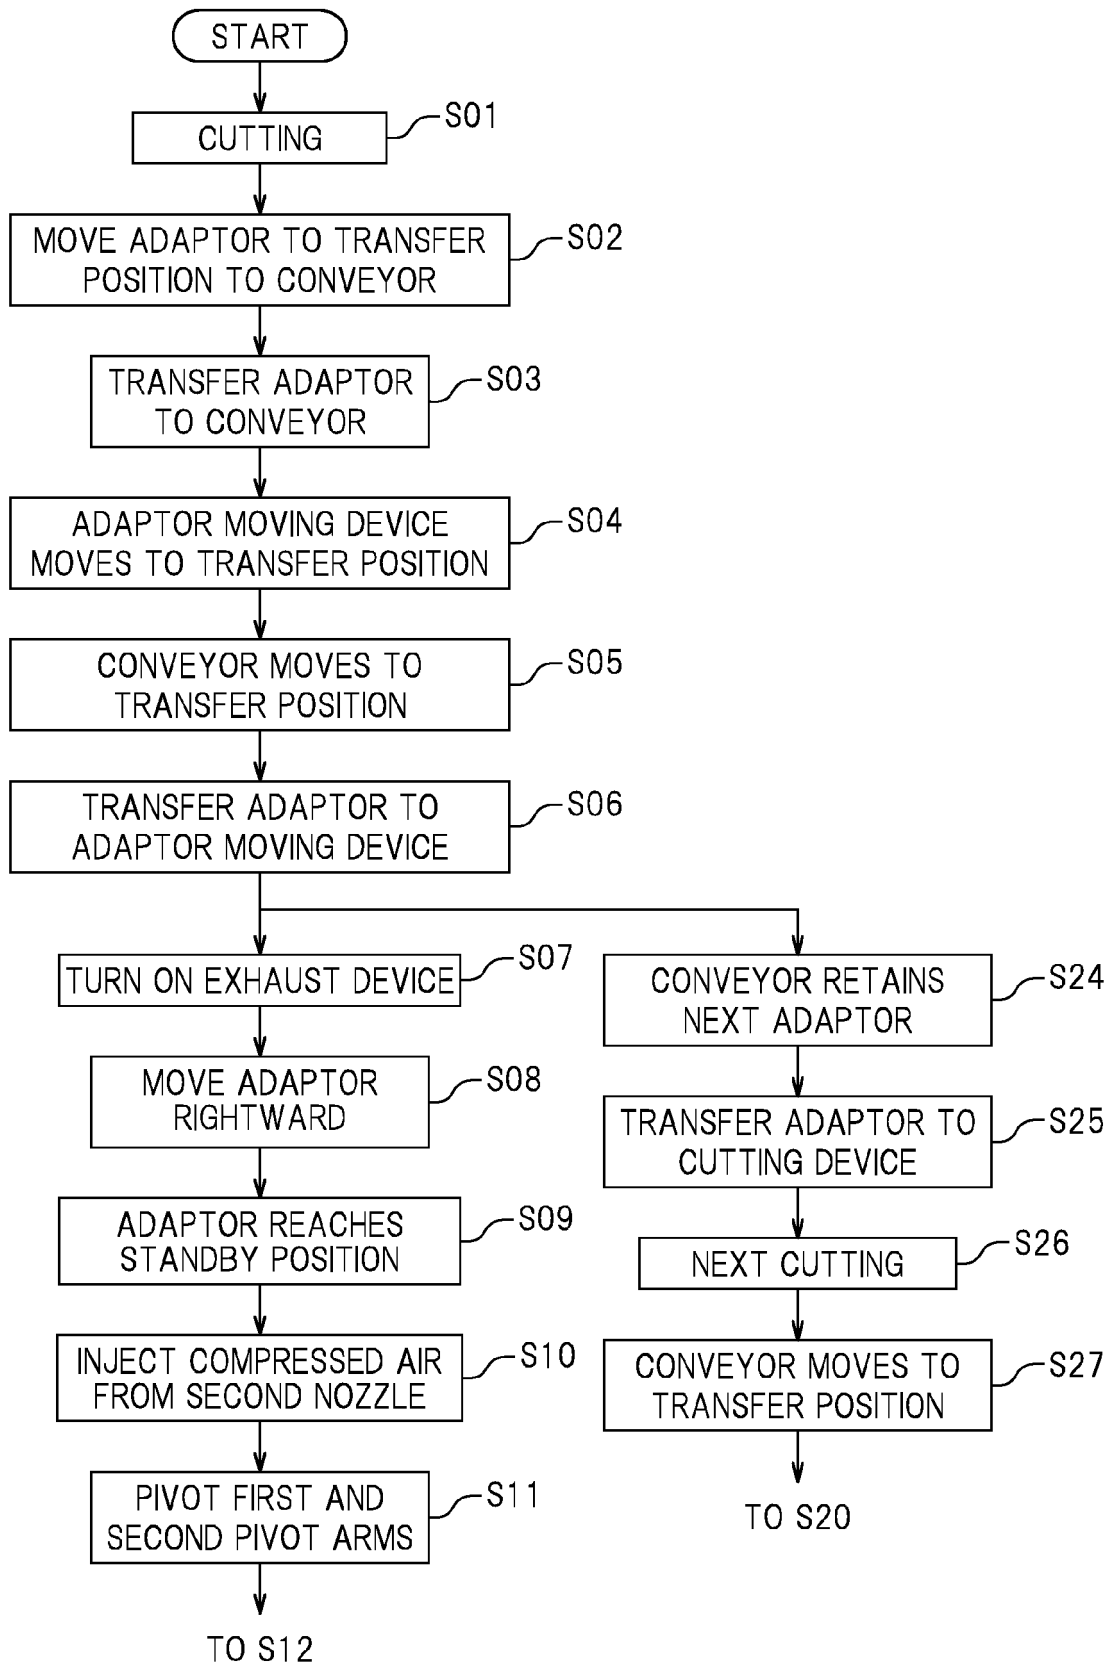 START
CUTTING
S01
MOVE ADAPTOR TO TRANSFER
POSITION TO CONVEYOR
S02
TRANSFER ADAPTOR
TO CONVEYOR
S03
ADAPTOR MOVING DEVICE
MOVES TO TRANSFER POSITION
S04
CONVEYOR MOVES TO
TRANSFER POSITION
S05
TRANSFER ADAPTOR TO
ADAPTOR MOVING DEVICE
S06
TURN ON EXHAUST DEVICE
S07
MOVE ADAPTOR
RIGHTWARD
S08
ADAPTOR REACHES
STANDBY POSITION
S09
INJECT COMPRESSED AIR
FROM SECOND NOZZLE
S10
PIVOT FIRST AND
SECOND PIVOT ARMS
S11
TO S12
CONVEYOR RETAINS
NEXT ADAPTOR
S24
TRANSFER ADAPTOR TO
CUTTING DEVICE
S25
NEXT CUTTING
S26
CONVEYOR MOVES TO
TRANSFER POSITION
S27
TO S20